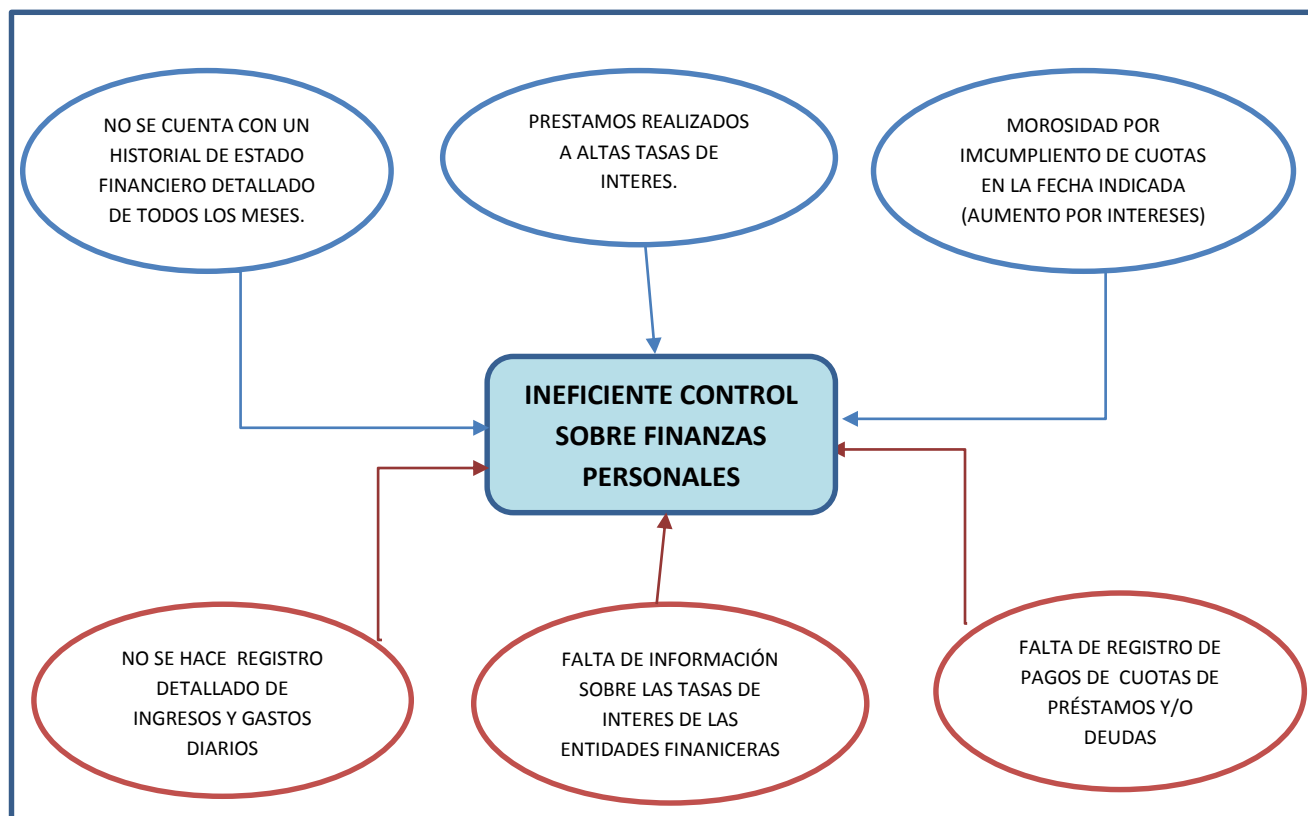 NO SE CUENTA CON UN
HISTORIAL DE ESTADO
FINANCIERO DETALLADO
DE TODOS LOS MESES.
PRESTAMOS REALIZADOS
A ALTAS TASAS DE
INTERES.
MOROSIDAD POR
IMCUMPLIENTO DE CUOTAS
EN LA FECHA INDICADA
(AUMENTO POR INTERESES)
INEFICIENTE CONTROL
SOBRE FINANZAS
PERSONALES
NO SE HACE REGISTRO
DETALLADO DE
INGRESOS Y GASTOS
DIARIOS
FALTA DE INFORMACIÓN
SOBRE LAS TASAS DE
INTERES DE LAS
ENTIDADES FINANICERAS
FALTA DE REGISTRO DE
PAGOS DE CUOTAS DE
PRÉSTAMOS Y/O
DEUDAS